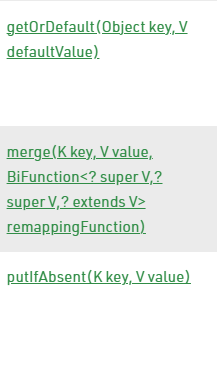 getOrDefault(Object key, V
defaultValue)
merge(K key, V value,
BiFunction<? super V,?
super V,? extends V>
remappingFunction)
putIfAbsent(K key, V value)